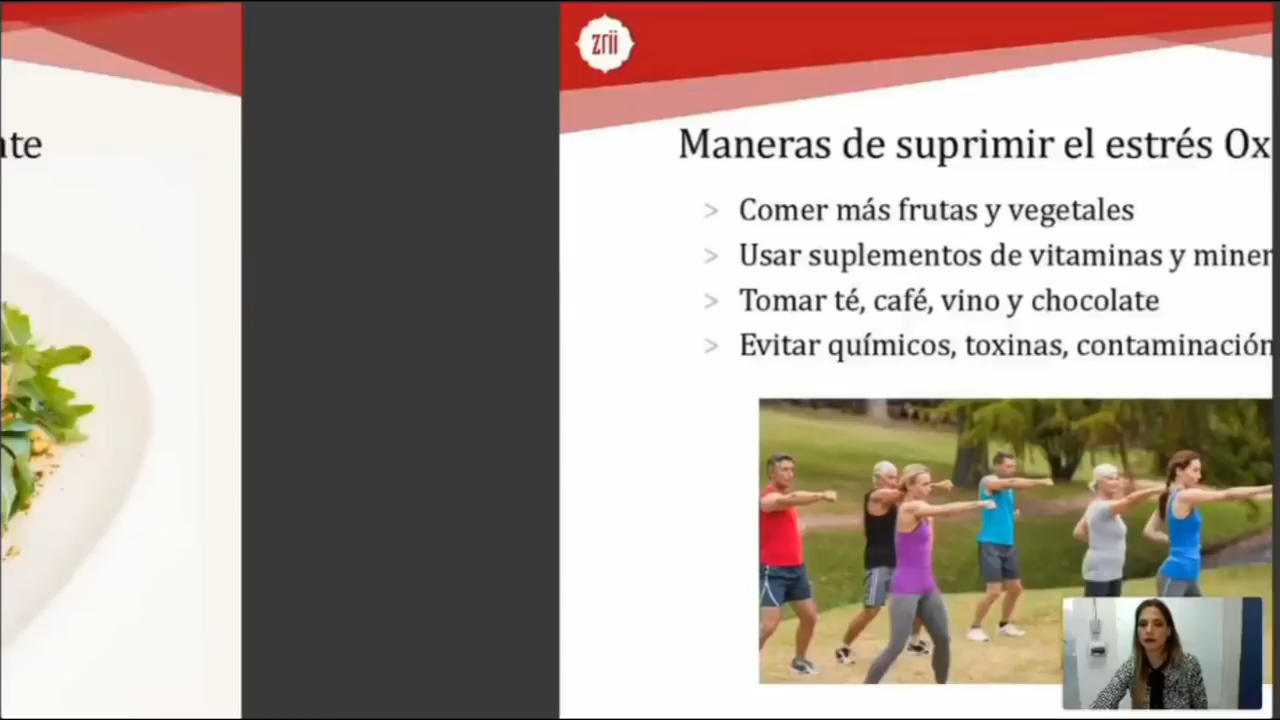 zrii
nte
Maneras de suprimir el estrés Ox
Comer más frutas y vegetales
Usar suplementos de vitaminas y miner
Tomar té, café, vino y chocolate
Evitar químicos, toxinas, contaminación